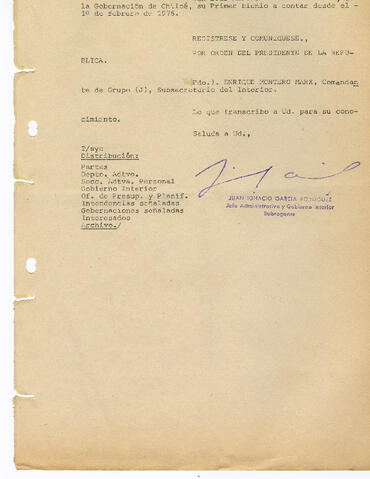 la Gobernación de Chiloé, su Primer bienio a contar desde el -
1º de febrero de 1976.
REGISTRESE Y COMUNIQUESE.,
POR ORDEN DEL PRESIDENTE DE LA REPU-
BLICA.
Fdo.). ENRIQUE MONTERO MARX, Comandan
te de Grupo (J), Subsecretario del Interior.
Lo que transcribo a Ud. para su cono-
cimiento.
Saluda a Ud.,
Distribución:
Partes
Depto. Adtvo.
Secc. Adtva. Personal
Gobierno Interior
Of. de Presup. y Planif.
Intendencias señaladas
Gobernaciones señaladas
Interesados
Archivo./
JUAN IGNACIO GARCIA RODRIGUEZ
Jefe Administrativo y Gobierno Interior
Subrogante